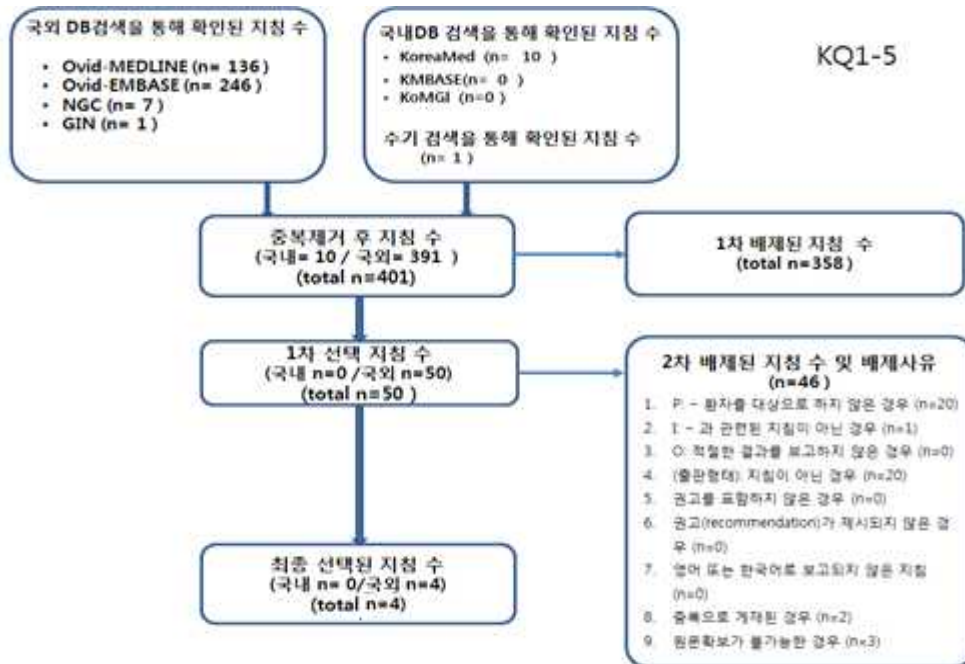 국외 DB검색을 통해 확인된 지침 수
• Ovid-MEDLINE (n= 136)
• Ovid-EMBASE (n= 246)
• NGC (n= 7 )
• GIN (n= 1 )
국내DB 검색을 통해 확인된 지침 수
• KoreaMed (n= 10 )
• KMBASE(n= 0 )
• KoMGI (n=0 )
수기 검색을 통해 확인된 지침 수
(n= 1 )
KQ1-5
중복제거 후 지침 수
(국내= 10 / 국외= 391 )
(total n=401)
1차 배제된 지침 수
(total n=358)
1차 선택 지침 수
(국내 n=0 /국외 n=50)
(total n=50 )
2차 배제된 지침 수 및 배제사유
(n=46)
1. P: - 환자를 대상으로 하지 않은 경우 (n=20)
2. I: - 과 관련된 지침이 아닌 경우 (n=1)
3. O: 적절한 결과를 보고하지 않은 경우 (n=0)
4. (출판형태): 지침이 아닌 경우 (n=20)
5. 권고를 포함하지 않은 경우 (n=0)
6. 권고(recommendation)가 제시되지 않은 경
우 (n=0)
7. 영어 또는 한국어로 보고되지 않은 지침
(n=0)
8. 중복으로 게재된 경우 (n=2)
9. 원문확보가 불가능한 경우 (n=3)
최종 선택된 지침 수
(국내 n= 0/국외 n=4)
(total n=4)